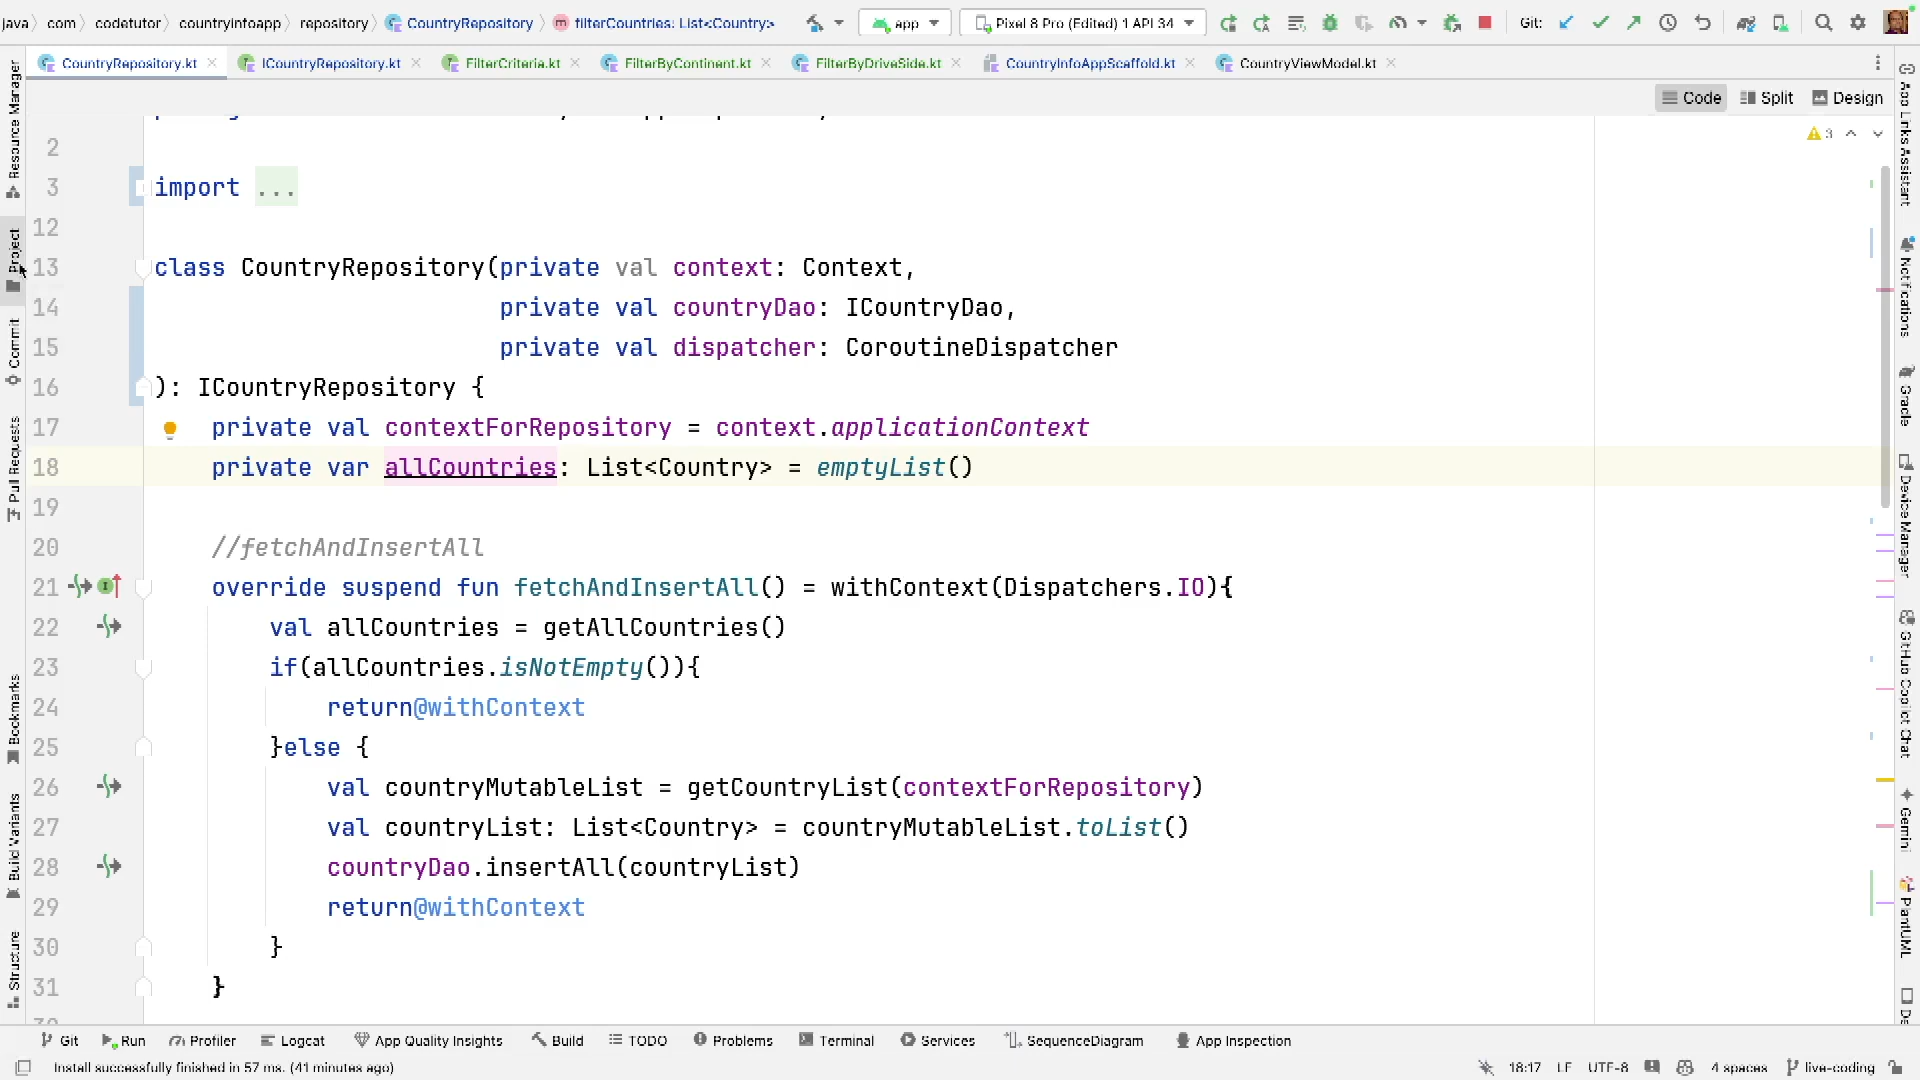 java com codetutor countryinfoapp repository CountryRepository filterCountries: List<Country> app Pixel 8 Pro (Edited) 1 API 34 Git:
CountryRepository.kt ICountryRepository.kt FilterCriteria.kt FilterByContinent.kt FilterByDriveSide.kt CountryInfoAppScaffold.kt CountryViewModel.kt
Code Split Design
3
2
3 import ...
12
13 class CountryRepository(private val context: Context,
14 private val countryDao: ICountryDao,
15 private val dispatcher: CoroutineDispatcher
16 ): ICountryRepository {
17 private val contextForRepository = context.applicationContext
18 private var allCountries: List<Country> = emptyList()
19
20 //fetchAndInsertAll
21 override suspend fun fetchAndInsertAll() = withContext(Dispatchers.IO){
22 val allCountries = getAllCountries()
23 if(allCountries.isNotEmpty()){
24 return@withContext
25 }else {
26 val countryMutableList = getCountryList(contextForRepository)
27 val countryList: List<Country> = countryMutableList.toList()
28 countryDao.insertAll(countryList)
29 return@withContext
30 }
31 }
Resource Manager
Project
Commit
Pull Requests
Bookmarks
Build Variants
Structure
App Links Assistant
Notifications
Gradle
Device Manager
GitHub Copilot Chat
Gemini
PlantUML
Git Run Profiler Logcat App Quality Insights Build TODO Problems Terminal Services SequenceDiagram App Inspection
Install successfully finished in 57 ms. (41 minutes ago) 18:17 LF UTF-8 4 spaces live-coding